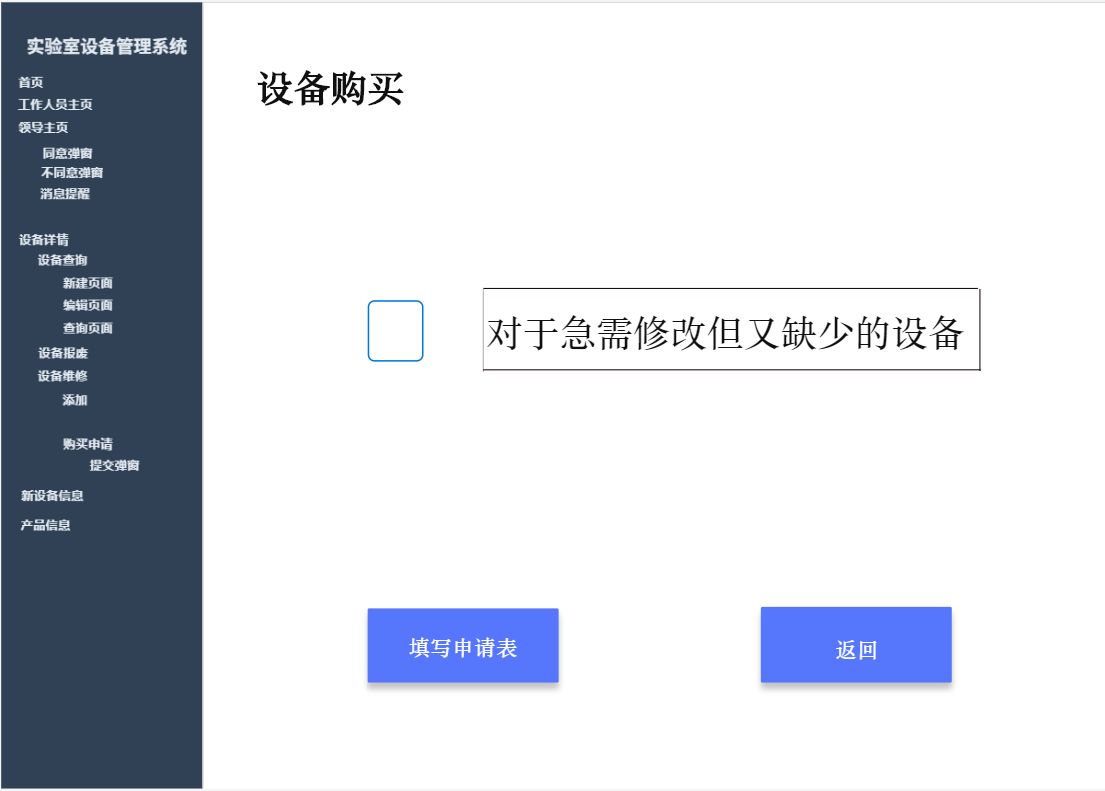 实验室设备管理系统
首页
工作人员主页
领导主页
同意弹窗
不同意弹窗
消息提醒
设备详情
设备查询
新建页面
编辑页面
查询页面
设备报废
设备维修
添加
购买申请
提交弹窗
新设备信息
产品信息
设备购买
对于急需修改但又缺少的设备
填写申请表
返回